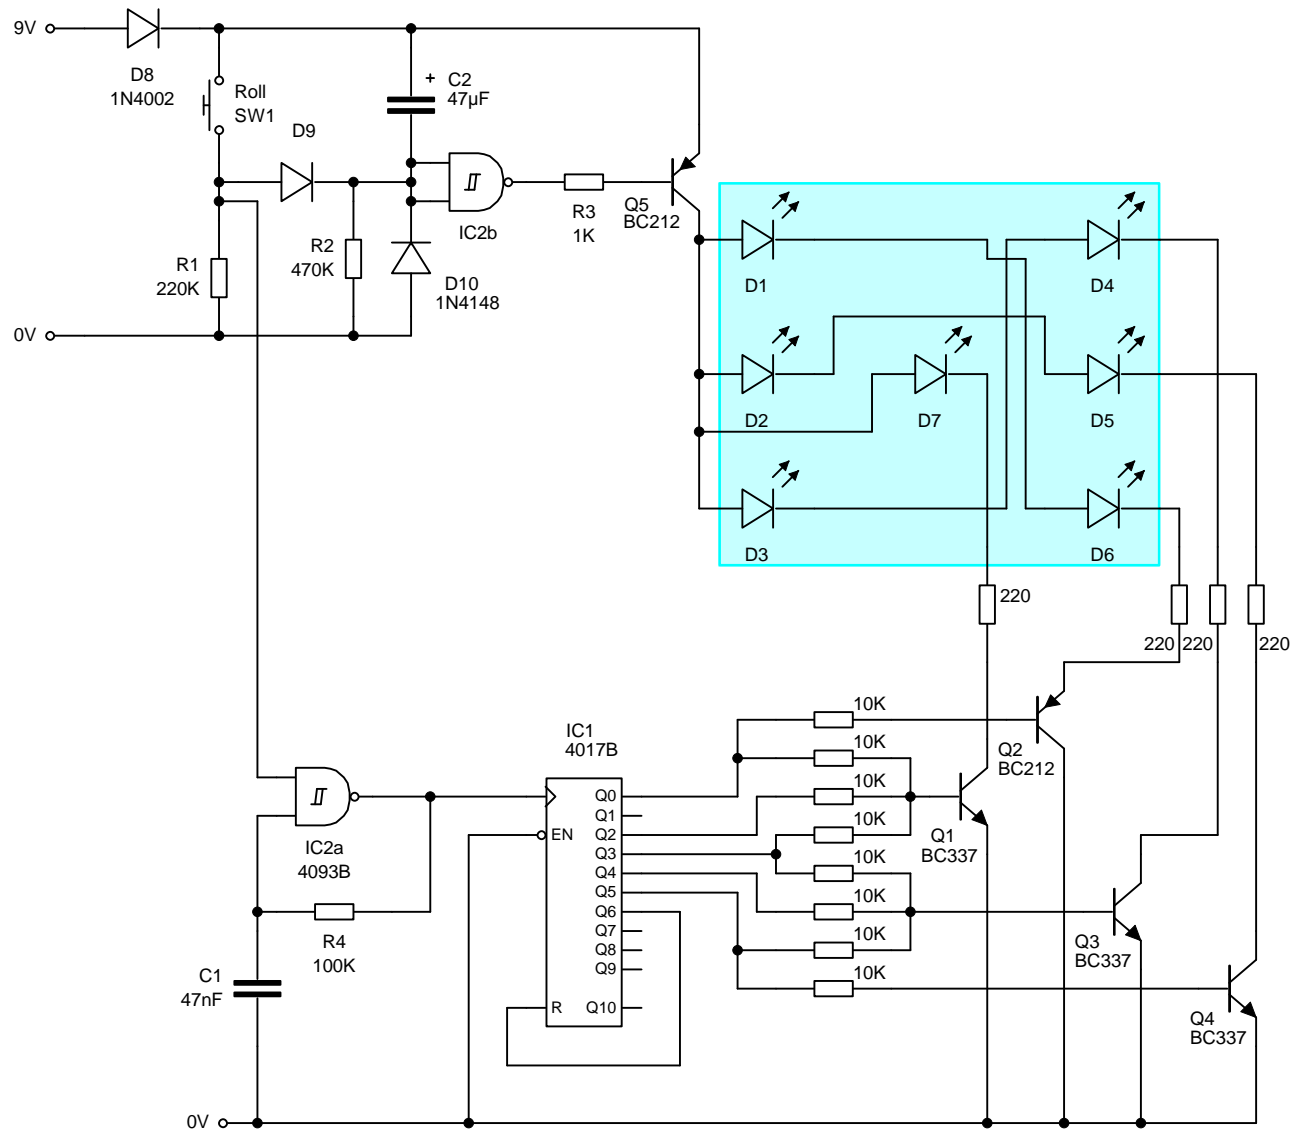 9V
D8
1N4002
Roll
SW1
C2
+
47µF
D9
IC2b
R3
1K
Q5
BC212
R1
220K
R2
470K
D10
1N4148
0V
D1
D4
D2
D7
D5
D3
D6
220
220
220
220
10K
10K
10K
10K
10K
10K
10K
10K
IC1
4017B
Q2
BC212
Q1
BC337
IC2a
4093B
R4
100K
C1
47nF
EN
R
Q0
Q1
Q2
Q3
Q4
Q5
Q6
Q7
Q8
Q9
Q10
Q3
BC337
Q4
BC337
0V